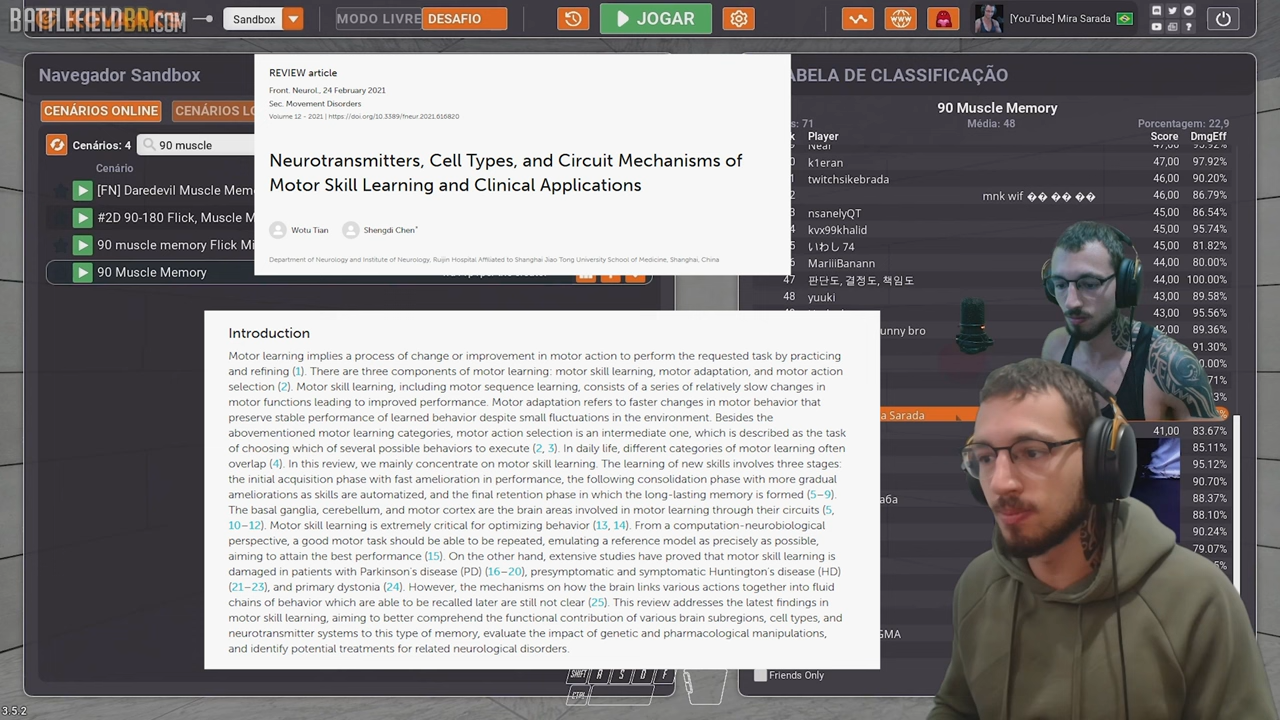 BATTLEFIELDBR.COM
Sandbox
MODO LIVRE
DESAFIO
JOGAR
[YouTube] Mira Sarada
Navegador Sandbox
CENÁRIOS ONLINE
CENÁRIOS LO
Cenários: 4
90 muscle
Cenário
[FN] Daredevil Muscle Mem
#2D 90-180 Flick, Muscle M
90 muscle memory Flick Mi
90 Muscle Memory
REVIEW article
Front. Neurol., 24 February 2021
Sec. Movement Disorders
Volume 12 - 2021 | https://doi.org/10.3389/fneur.2021.616820
Neurotransmitters, Cell Types, and Circuit Mechanisms of
Motor Skill Learning and Clinical Applications
Wotu Tian
Shengdi Chen*
Department of Neurology and Institute of Neurology, Ruijin Hospital Affiliated to Shanghai Jiao Tong University School of Medicine, Shanghai, China
Introduction
Motor learning implies a process of change or improvement in motor action to perform the requested task by practicing
and refining (1). There are three components of motor learning: motor skill learning, motor adaptation, and motor action
selection (2). Motor skill learning, including motor sequence learning, consists of a series of relatively slow changes in
motor functions leading to improved performance. Motor adaptation refers to faster changes in motor behavior that
preserve stable performance of learned behavior despite small fluctuations in the environment. Besides the
abovementioned motor learning categories, motor action selection is an intermediate one, which is described as the task
of choosing which of several possible behaviors to execute (2, 3). In daily life, different categories of motor learning often
overlap (4). In this review, we mainly concentrate on motor skill learning. The learning of new skills involves three stages:
the initial acquisition phase with fast amelioration in performance, the following consolidation phase with more gradual
ameliorations as skills are automatized, and the final retention phase in which the long-lasting memory is formed (5–9).
The basal ganglia, cerebellum, and motor cortex are the brain areas involved in motor learning through their circuits (5,
10–12). Motor skill learning is extremely critical for optimizing behavior (13, 14). From a computation-neurobiological
perspective, a good motor task should be able to be repeated, emulating a reference model as precisely as possible,
aiming to attain the best performance (15). On the other hand, extensive studies have proved that motor skill learning is
damaged in patients with Parkinson's disease (PD) (16–20), presymptomatic and symptomatic Huntington's disease (HD)
(21–23), and primary dystonia (24). However, the mechanisms on how the brain links various actions together into fluid
chains of behavior which are able to be recalled later are still not clear (25). This review addresses the latest findings in
motor skill learning, aiming to better comprehend the functional contribution of various brain subregions, cell types, and
neurotransmitter systems to this type of memory, evaluate the impact of genetic and pharmacological manipulations,
and identify potential treatments for related neurological disorders.
ABELA DE CLASSIFICAÇÃO
90 Muscle Memory
s: 71 Média: 48 Porcentagem: 22,9
k Player Score DmgEff
k1eran 47,00 97.92%
twitchsikebrada 46,00 90.20%
mnk wif �� �� �� 46,00 86.79%
nsanelyQT 45,00 86.54%
kvx99khalid 45,00 95.74%
いわし 74 45,00 81.82%
MariiiBanann 44,00 80.00%
47 판단도, 결정도, 책임도 44,00 100.00%
48 yuuki 43,00 89.58%
43,00 95.56%
unny bro 42,00 89.36%
91.30%
a Sarada
41,00 83.67%
85.11%
95.12%
90.70%
88.37%
88.10%
90.24%
79.07%
GMA
Friends Only
SHIFT A S D F
CTRL
3.5.2